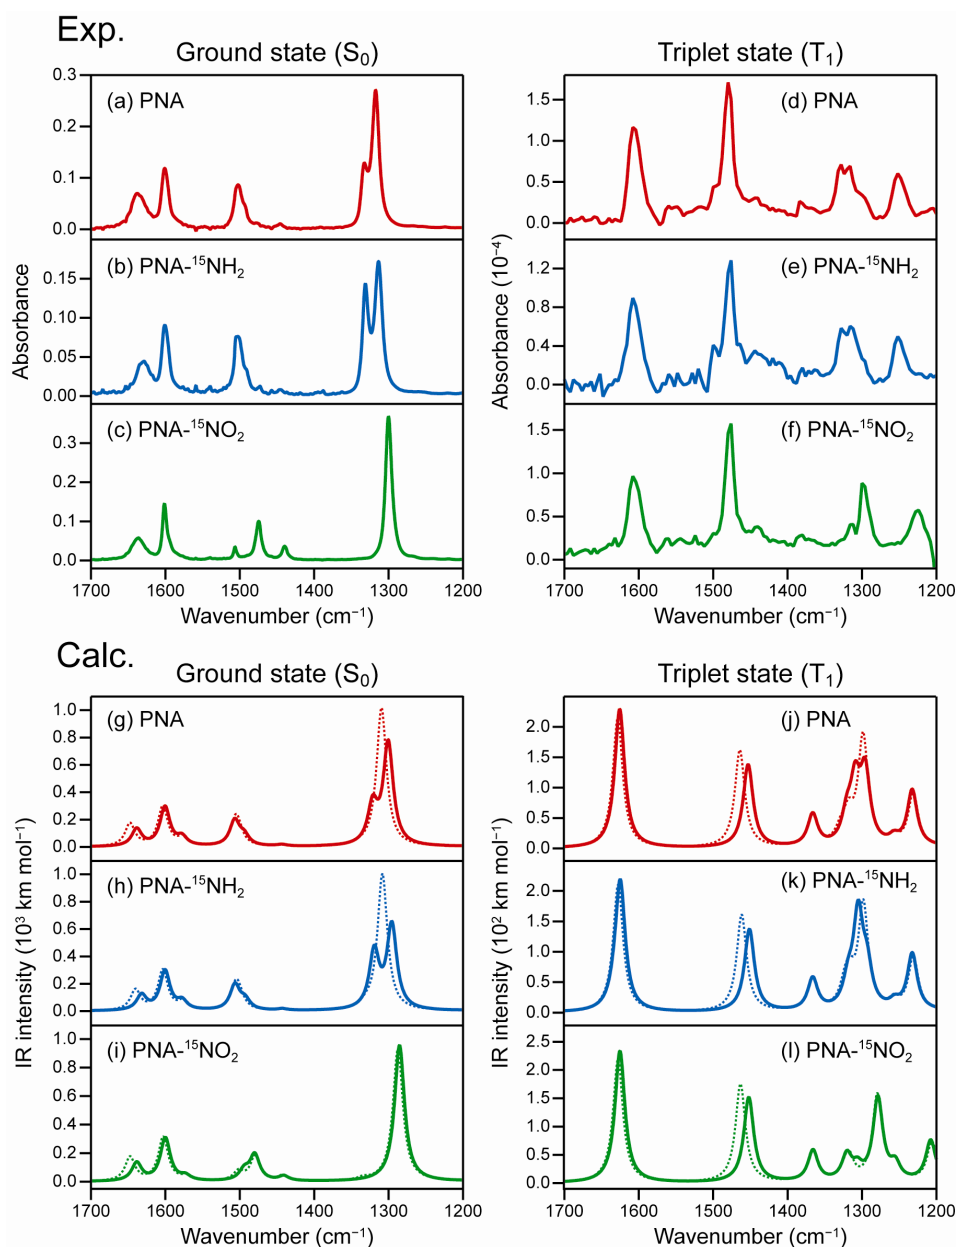 Exp.
Ground state (S₀)
Triplet state (T₁)
0.3
0.2
0.1
0.0
(a) PNA
1.5
1.0
0.5
0.0
(d) PNA
0.15
0.10
0.05
0.00
(b) PNA-¹⁵NH₂
1.2
0.4
0.0
(e) PNA-¹⁵NH₂
0.3
0.2
0.1
0.0
(c) PNA-¹⁵NO₂
1.5
1.0
0.5
0.0
(f) PNA-¹⁵NO₂
Absorbance
Absorbance (10⁻⁴)
1700 1600 1500 1400 1300 1200
1700 1600 1500 1400 1300 1200
Wavenumber (cm⁻¹)
Wavenumber (cm⁻¹)
Calc.
Ground state (S₀)
Triplet state (T₁)
1.0
0.8
0.6
0.4
0.2
0.0
(g) PNA
2.0
1.5
1.0
0.5
0.0
(j) PNA
1.0
0.8
0.6
0.4
0.2
0.0
(h) PNA-¹⁵NH₂
2.0
1.5
1.0
0.5
0.0
(k) PNA-¹⁵NH₂
1.0
0.8
0.6
0.4
0.2
0.0
(i) PNA-¹⁵NO₂
2.5
2.0
1.5
1.0
0.5
0.0
(l) PNA-¹⁵NO₂
IR intensity (10³ km mol⁻¹)
IR intensity (10² km mol⁻¹)
1700 1600 1500 1400 1300 1200
1700 1600 1500 1400 1300 1200
Wavenumber (cm⁻¹)
Wavenumber (cm⁻¹)